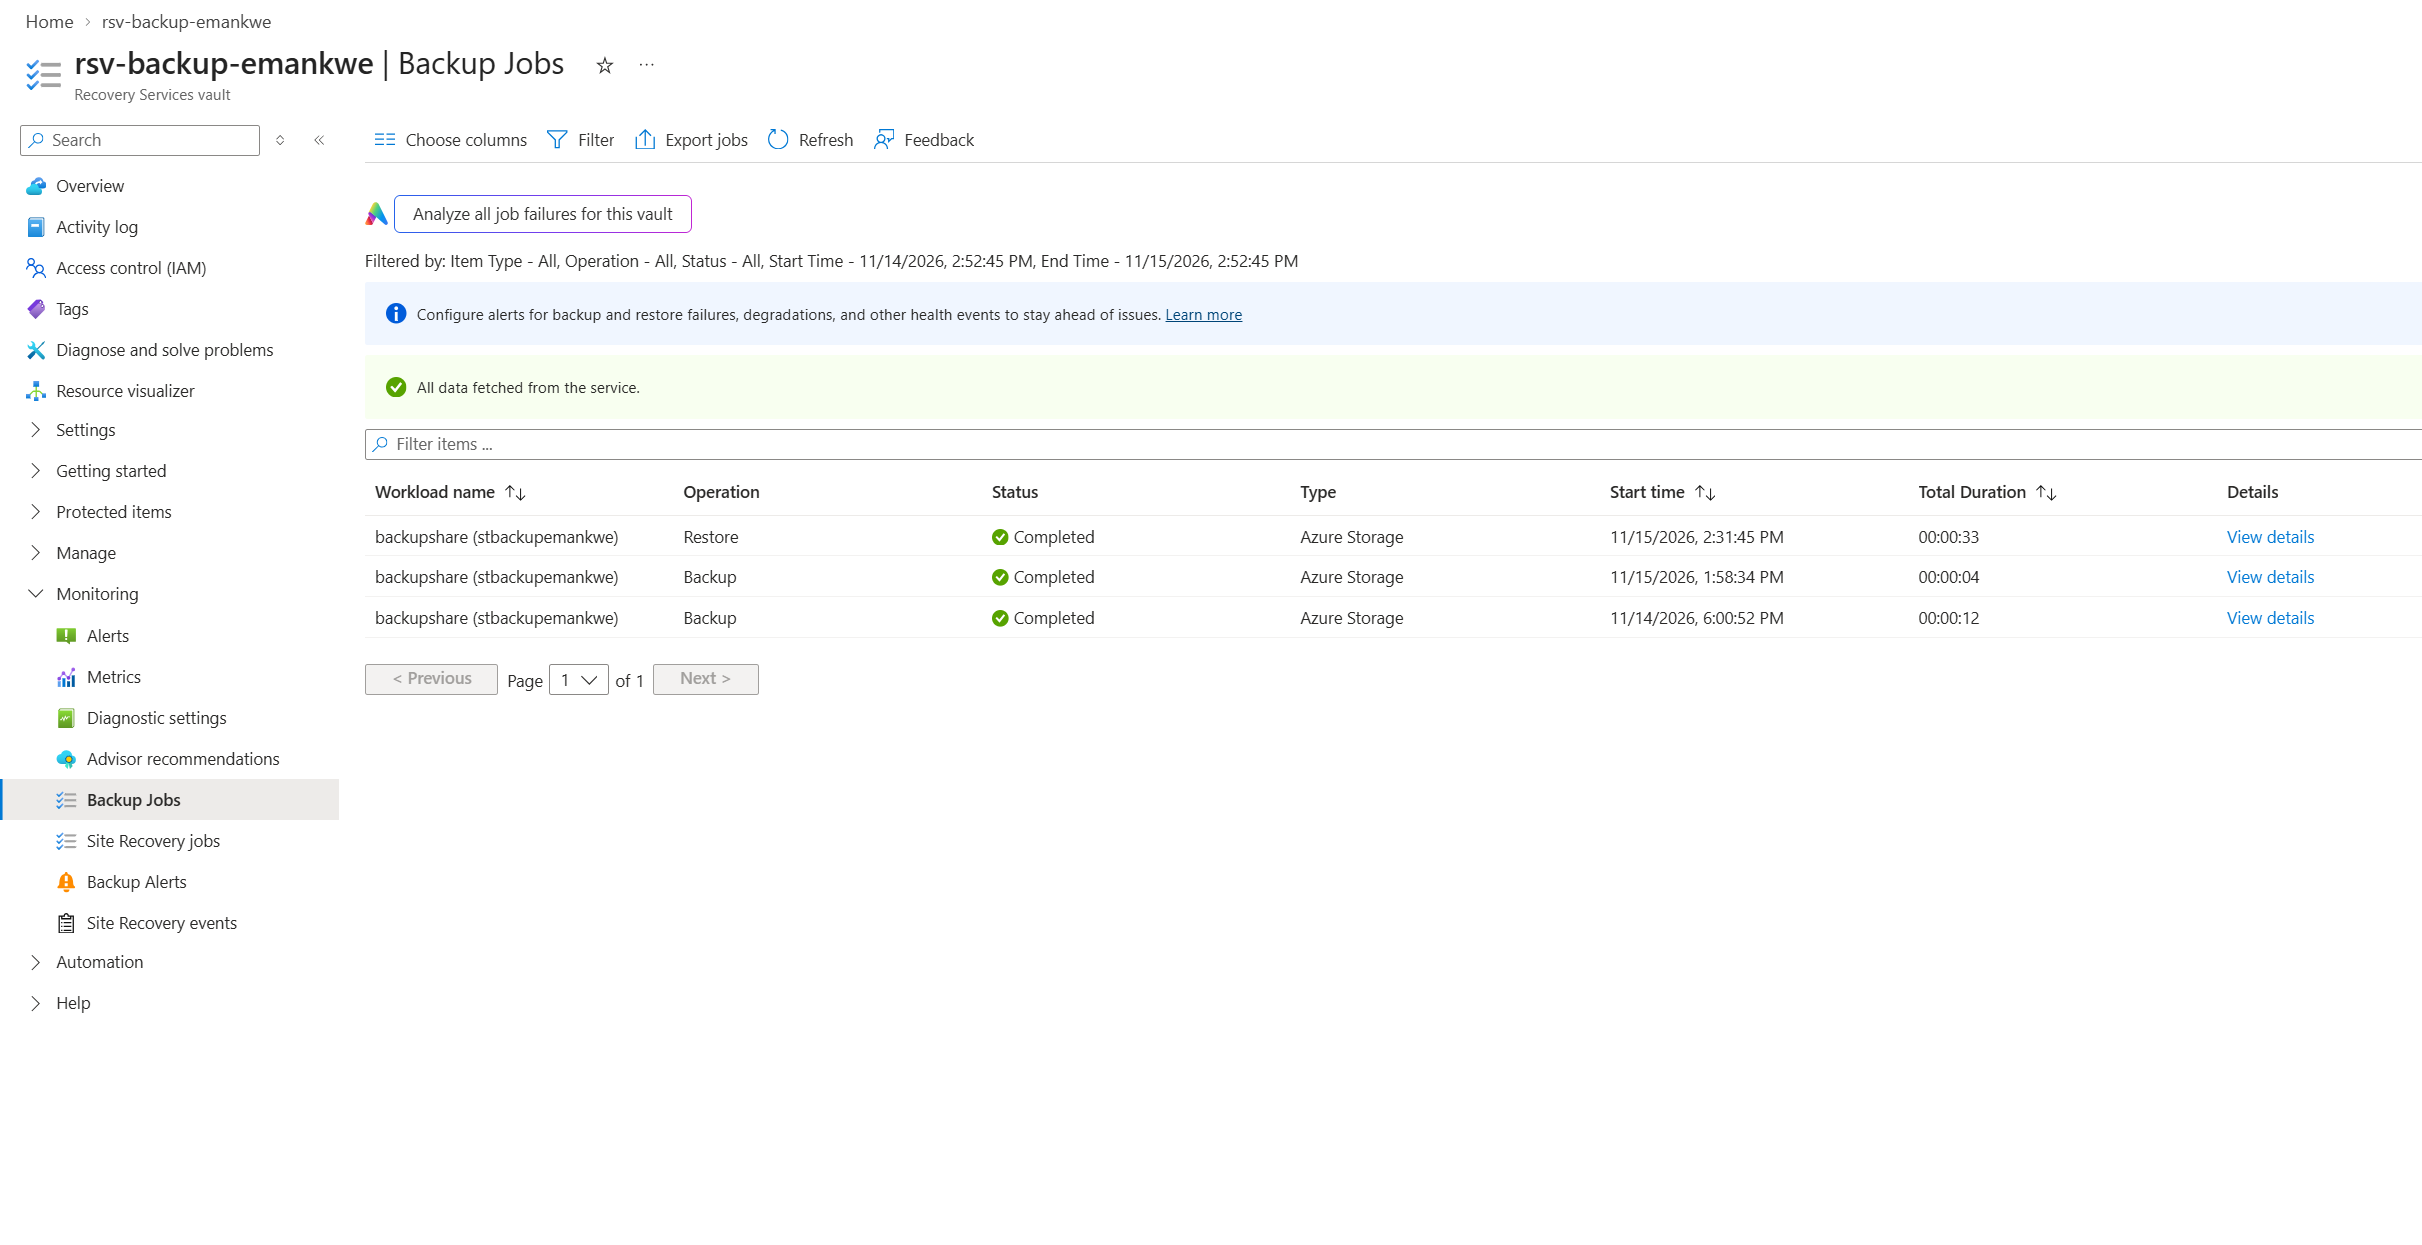 Home > rsv-backup-emankwe
rsv-backup-emankwe | Backup Jobs
Recovery Services vault
Search
Choose columns Filter Export jobs Refresh Feedback
Overview
Activity log
Access control (IAM)
Tags
Diagnose and solve problems
Resource visualizer
Settings
Getting started
Protected items
Manage
Monitoring
Alerts
Metrics
Diagnostic settings
Advisor recommendations
Backup Jobs
Site Recovery jobs
Backup Alerts
Site Recovery events
Automation
Help
Analyze all job failures for this vault
Filtered by: Item Type - All, Operation - All, Status - All, Start Time - 11/14/2026, 2:52:45 PM, End Time - 11/15/2026, 2:52:45 PM
Configure alerts for backup and restore failures, degradations, and other health events to stay ahead of issues. Learn more
All data fetched from the service.
Filter items ...
Workload name Operation Status Type Start time Total Duration Details
backupshare (stbackupemankwe) Restore Completed Azure Storage 11/15/2026, 2:31:45 PM 00:00:33 View details
backupshare (stbackupemankwe) Backup Completed Azure Storage 11/15/2026, 1:58:34 PM 00:00:04 View details
backupshare (stbackupemankwe) Backup Completed Azure Storage 11/14/2026, 6:00:52 PM 00:00:12 View details
< Previous Page 1 of 1 Next >